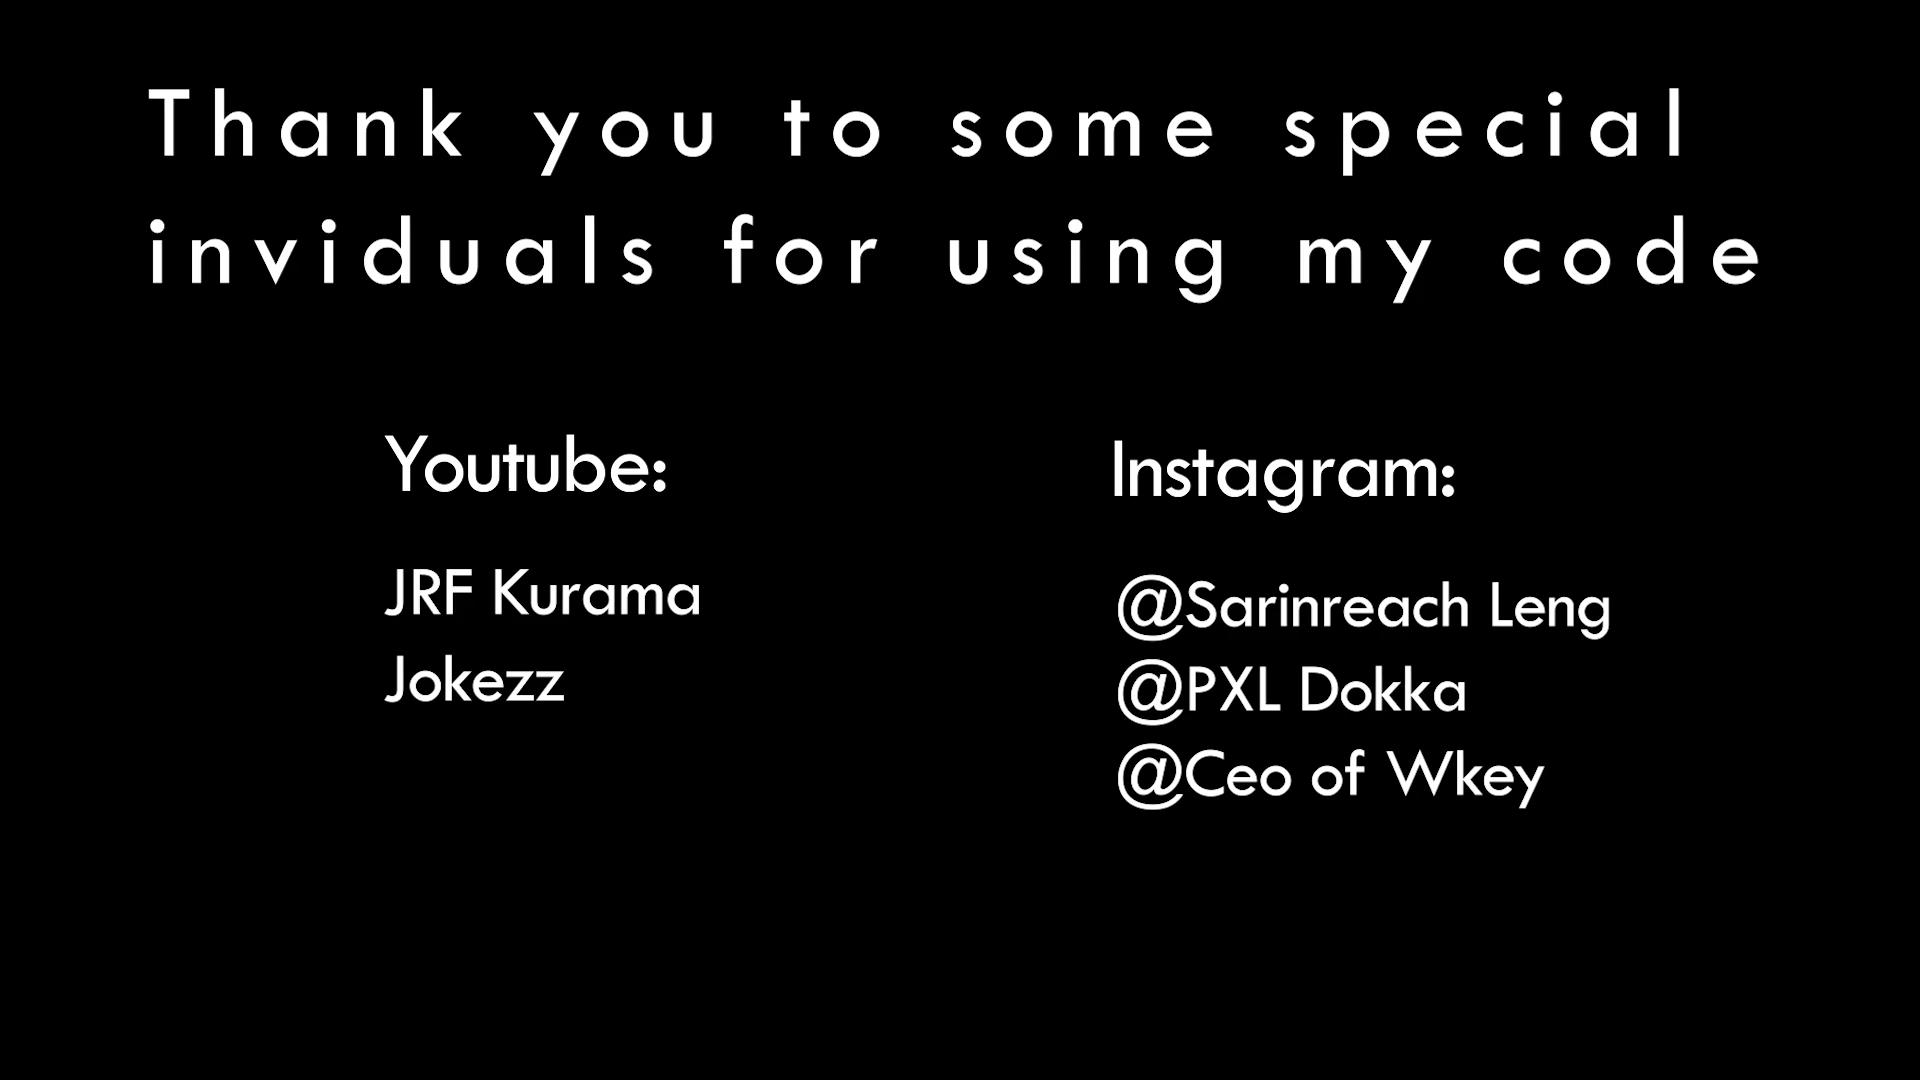 Thank you to some special
inviduals for using my code
Youtube:
JRF Kurama
Jokezz
Instagram:
@Sarinreach Leng
@PXL Dokka
@Ceo of Wkey